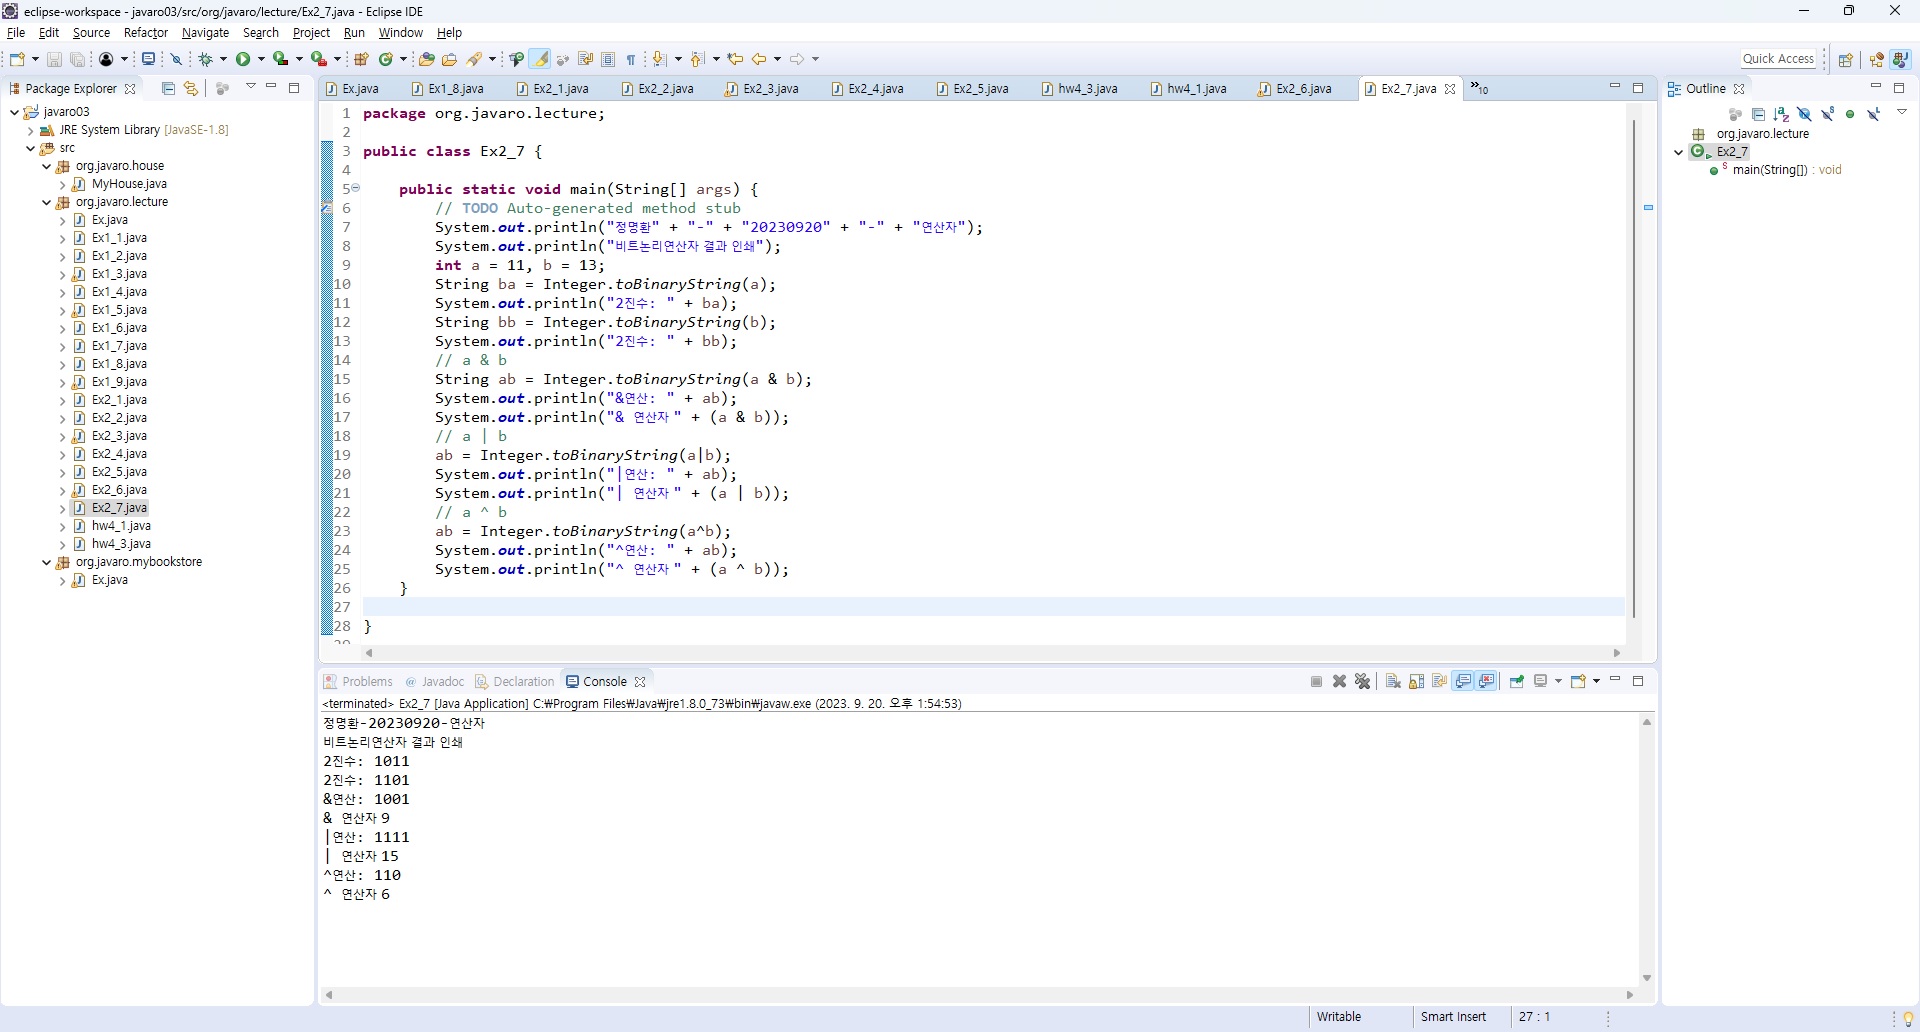 eclipse-workspace - javaro03/src/org/javaro/lecture/Ex2_7.java - Eclipse IDE
File Edit Source Refactor Navigate Search Project Run Window Help
Quick Access
Package Explorer
javaro03
JRE System Library [JavaSE-1.8]
src
org.javaro.house
MyHouse.java
org.javaro.lecture
Ex.java
Ex1_1.java
Ex1_2.java
Ex1_3.java
Ex1_4.java
Ex1_5.java
Ex1_6.java
Ex1_7.java
Ex1_8.java
Ex1_9.java
Ex2_1.java
Ex2_2.java
Ex2_3.java
Ex2_4.java
Ex2_5.java
Ex2_6.java
Ex2_7.java
hw4_1.java
hw4_3.java
org.javaro.mybookstore
Ex.java
Ex.java Ex1_8.java Ex2_1.java Ex2_2.java Ex2_3.java Ex2_4.java Ex2_5.java hw4_3.java hw4_1.java Ex2_6.java Ex2_7.java »10
1 package org.javaro.lecture;
2
3 public class Ex2_7 {
4
5 public static void main(String[] args) {
6 // TODO Auto-generated method stub
7 System.out.println("정명환" + "-" + "20230920" + "-" + "연산자");
8 System.out.println("비트논리연산자 결과 인쇄");
9 int a = 11, b = 13;
10 String ba = Integer.toBinaryString(a);
11 System.out.println("2진수: " + ba);
12 String bb = Integer.toBinaryString(b);
13 System.out.println("2진수: " + bb);
14 // a & b
15 String ab = Integer.toBinaryString(a & b);
16 System.out.println("&연산: " + ab);
17 System.out.println("& 연산자 " + (a & b));
18 // a | b
19 ab = Integer.toBinaryString(a|b);
20 System.out.println("|연산: " + ab);
21 System.out.println("| 연산자 " + (a | b));
22 // a ^ b
23 ab = Integer.toBinaryString(a^b);
24 System.out.println("^연산: " + ab);
25 System.out.println("^ 연산자 " + (a ^ b));
26 }
27
28 }
Problems Javadoc Declaration Console
<terminated> Ex2_7 [Java Application] C:₩Program Files₩Java₩jre1.8.0_73₩bin₩javaw.exe (2023. 9. 20. 오후 1:54:53)
정명환-20230920-연산자
비트논리연산자 결과 인쇄
2진수: 1011
2진수: 1101
&연산: 1001
& 연산자 9
|연산: 1111
| 연산자 15
^연산: 110
^ 연산자 6
Outline
org.javaro.lecture
Ex2_7
main(String[]) : void
Writable Smart Insert 27 : 1